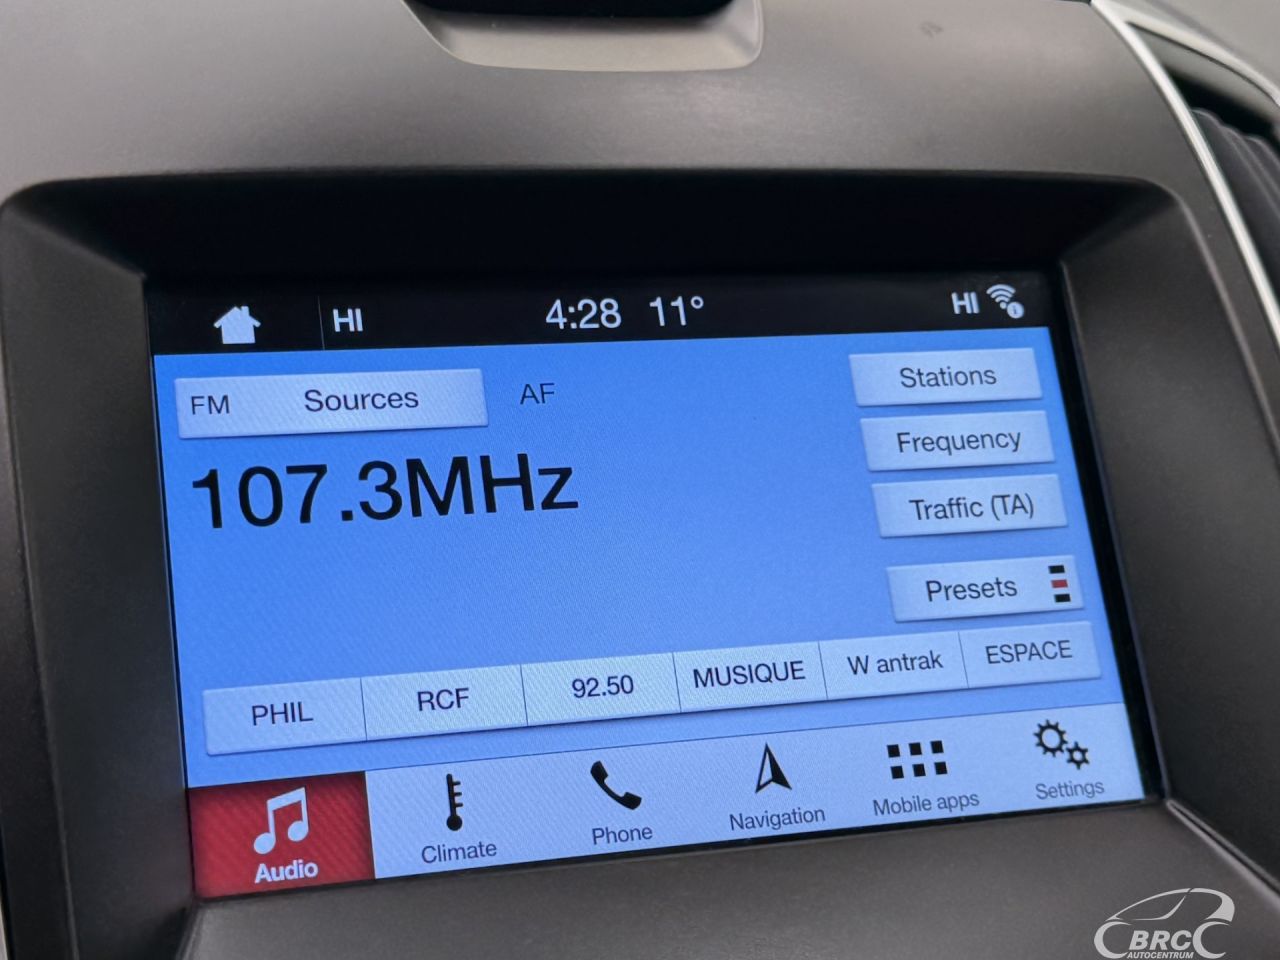 HI 4:28 11° HI
FM Sources AF Stations
Frequency
107.3MHz
Traffic (TA)
Presets
PHIL RCF 92.50 MUSIQUE W antrak ESPACE
Audio Climate Phone Navigation Mobile apps Settings
BRC
AUTOCENTRUM